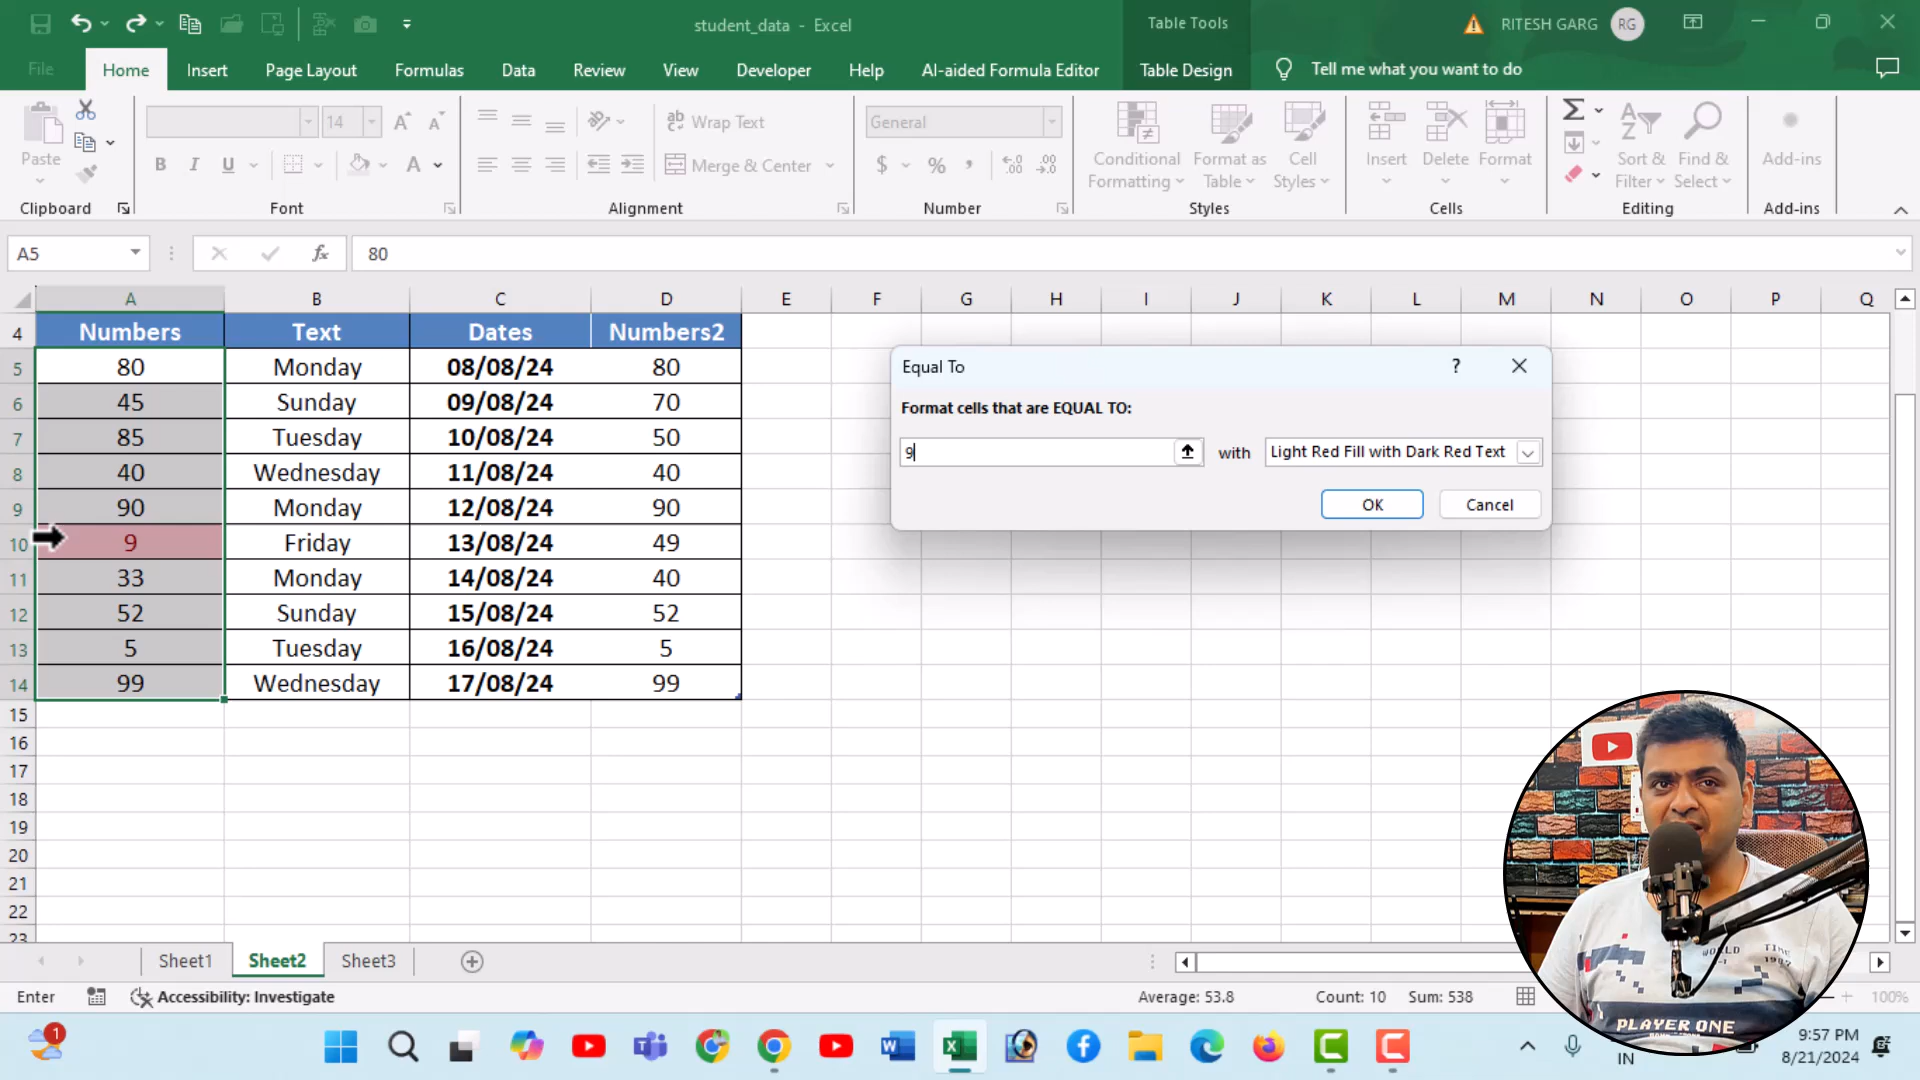 student_data - Excel
Table Tools
RITESH GARG
RG
File
Home
Insert
Page Layout
Formulas
Data
Review
View
Developer
Help
AI-aided Formula Editor
Table Design
Tell me what you want to do
Paste
Clipboard
14
B I U
Font
Wrap Text
Merge & Center
Alignment
General
$ % ,
Number
Conditional Formatting
Format as Table
Cell Styles
Styles
Insert
Delete
Format
Cells
Sort & Filter
Find & Select
Editing
Add-ins
Add-ins
A5
fx
80
A B C D E F G H I J K L M N O P Q
4 Numbers Text Dates Numbers2
5 80 Monday 08/08/24 80
6 45 Sunday 09/08/24 70
7 85 Tuesday 10/08/24 50
8 40 Wednesday 11/08/24 40
9 90 Monday 12/08/24 90
10 9 Friday 13/08/24 49
11 33 Monday 14/08/24 40
12 52 Sunday 15/08/24 52
13 5 Tuesday 16/08/24 5
14 99 Wednesday 17/08/24 99
15
16
17
18
19
20
21
22
23
Equal To
?
Format cells that are EQUAL TO:
9
with
Light Red Fill with Dark Red Text
OK
Cancel
WORLD
TIME
1982
PLAYER ONE
Sheet1
Sheet2
Sheet3
Enter
Accessibility: Investigate
Average: 53.8
Count: 10
Sum: 538
100%
1
IN
9:57 PM
8/21/2024